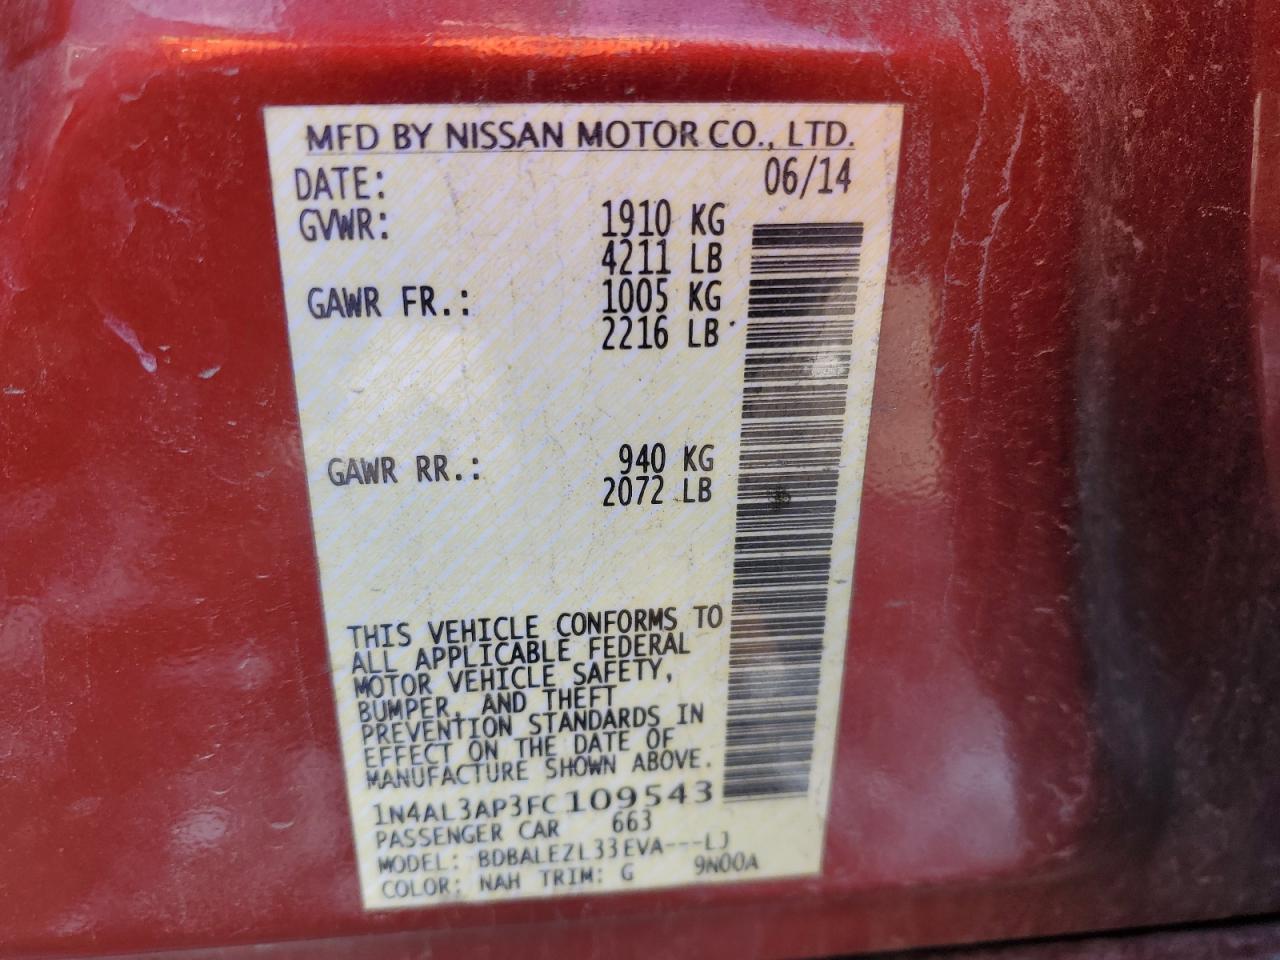 MFD BY NISSAN MOTOR CO., LTD.
DATE: 06/14
GVWR: 1910 KG
4211 LB
GAWR FR.: 1005 KG
2216 LB
GAWR RR.: 940 KG
2072 LB
THIS VEHICLE CONFORMS TO
ALL APPLICABLE FEDERAL
MOTOR VEHICLE SAFETY,
BUMPER, AND THEFT
PREVENTION STANDARDS IN
EFFECT ON THE DATE OF
MANUFACTURE SHOWN ABOVE.
1N4AL3AP3FC109543
PASSENGER CAR 663
MODEL: BDBALEZL33EVA---LJ
COLOR: NAH TRIM: G 9N00A